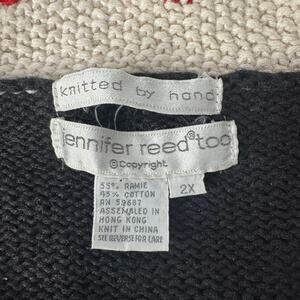 knitted by hand
jennifer reed® too
©Copyright
55% RAMIE
45% COTTON
RN 59687
ASSEMBLED IN
HONG KONG
KNIT IN CHINA
SEE REVERSE FOR CARE
2X